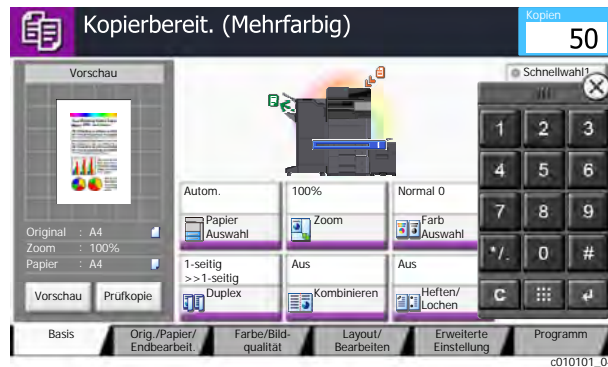 Kopierbereit. (Mehrfarbig)
Kopien
50
Vorschau
Schnellwahl1
Original : A4
Zoom : 100%
Papier : A4
Vorschau
Prüfkopie
Autom.
Papier
Auswahl
100%
Zoom
Normal 0
Farb
Auswahl
1-seitig
>>1-seitig
Duplex
Aus
Kombinieren
Aus
Heften/
Lochen
1 2 3
4 5 6
7 8 9
*/. 0 #
C
Basis
Orig./Papier/
Endbearbeit.
Farbe/Bild-
qualität
Layout/
Bearbeiten
Erweiterte
Einstellung
Programm
c010101_0